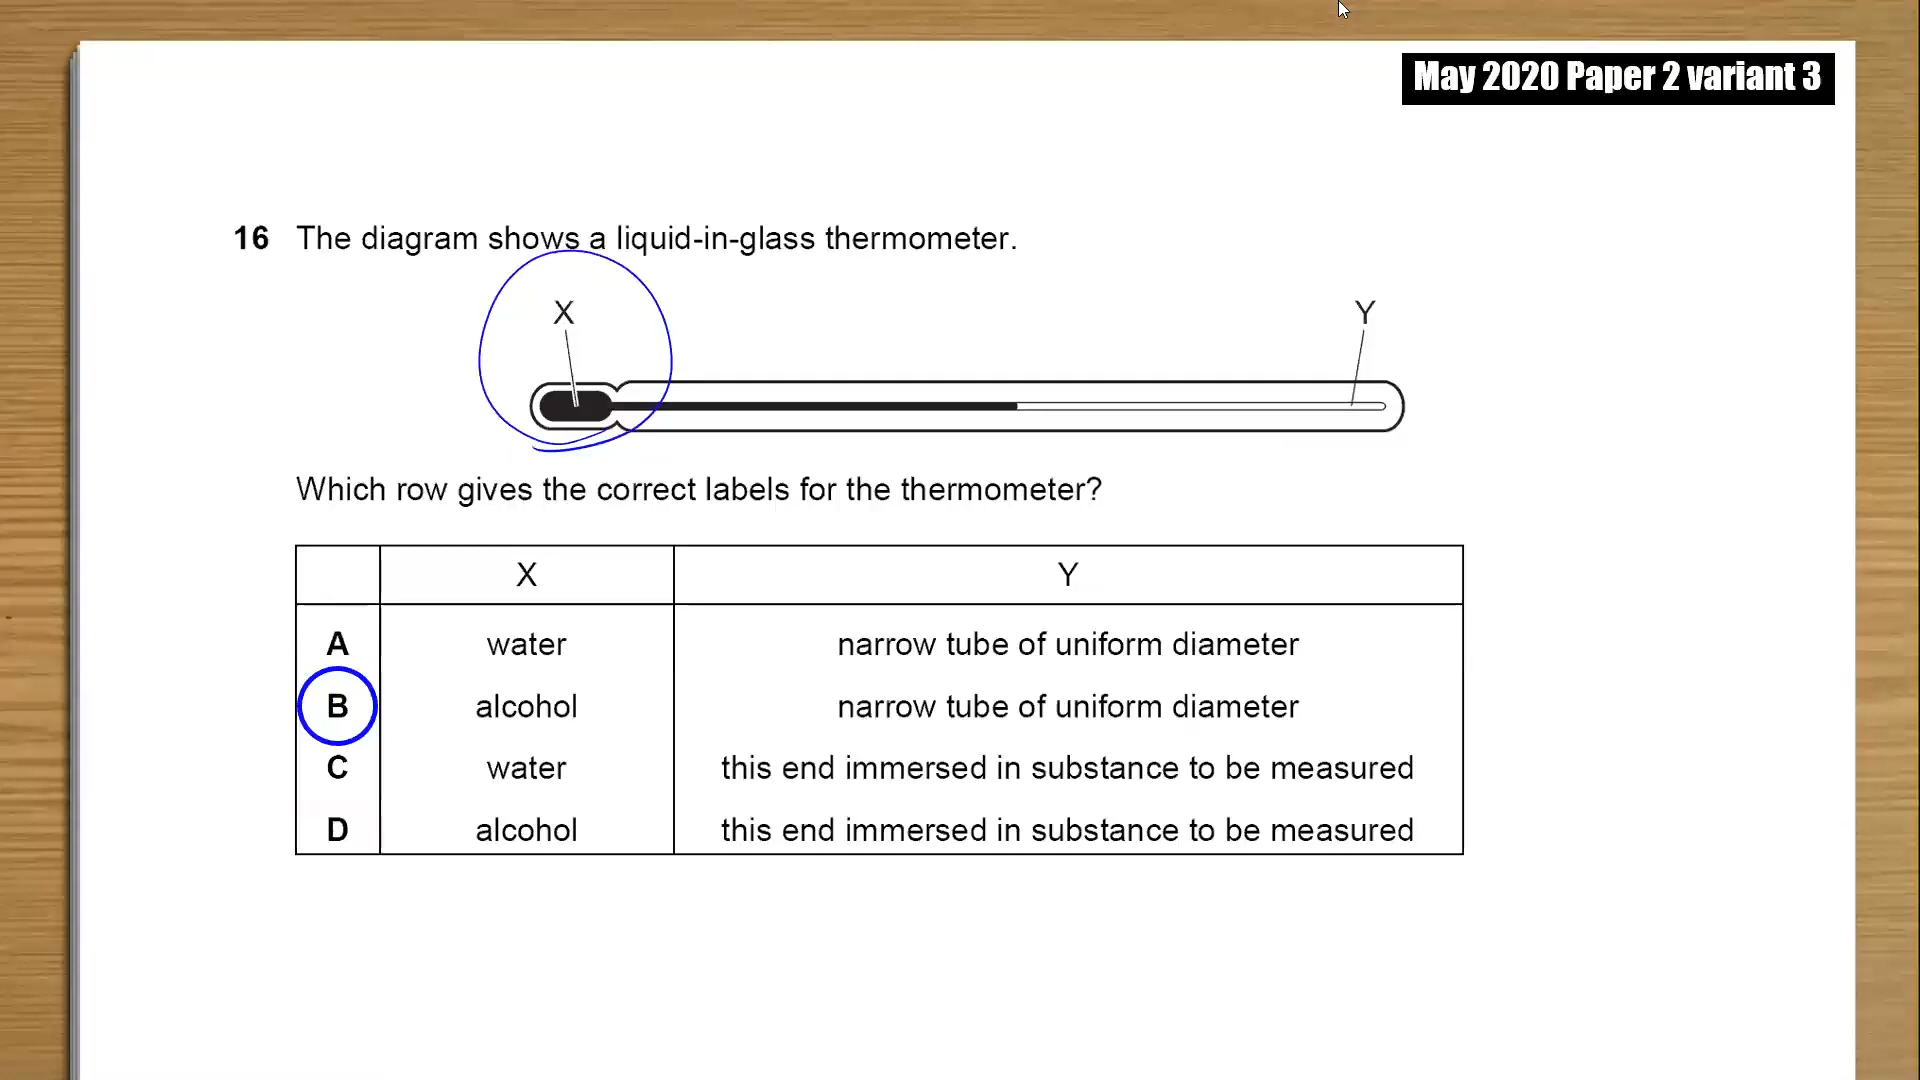 May 2020 Paper 2 variant 3
16 The diagram shows a liquid-in-glass thermometer.
X Y
Which row gives the correct labels for the thermometer?
X Y
A water narrow tube of uniform diameter
B alcohol narrow tube of uniform diameter
C water this end immersed in substance to be measured
D alcohol this end immersed in substance to be measured